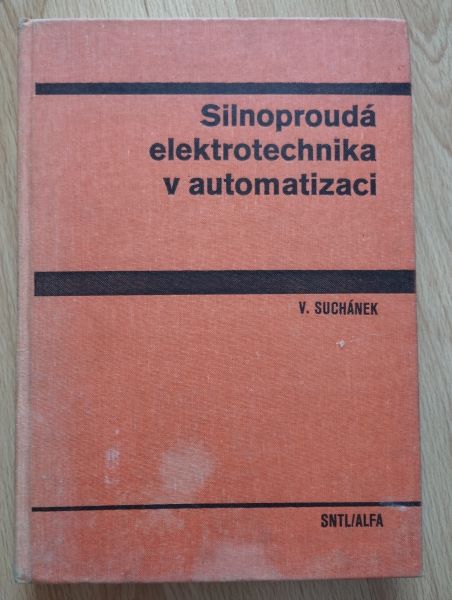 Silnoproudá
elektrotechnika
v automatizaci
V. SUCHÁNEK
SNTL/ALFA